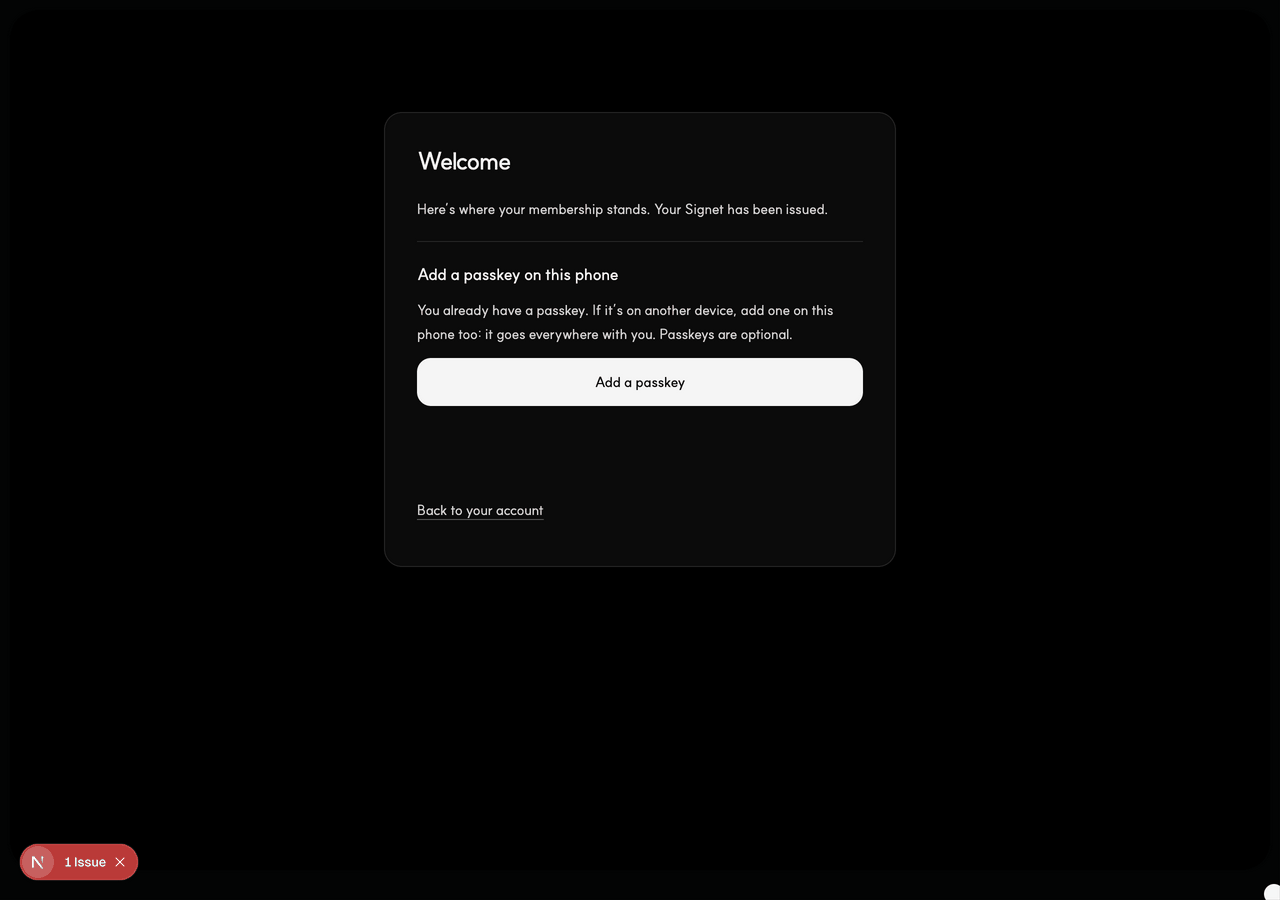 Welcome
Here's where your membership stands. Your Signet has been issued.
Add a passkey on this phone
You already have a passkey. If it's on another device, add one on this
phone too: it goes everywhere with you. Passkeys are optional.
Add a passkey
Back to your account
N 1 Issue